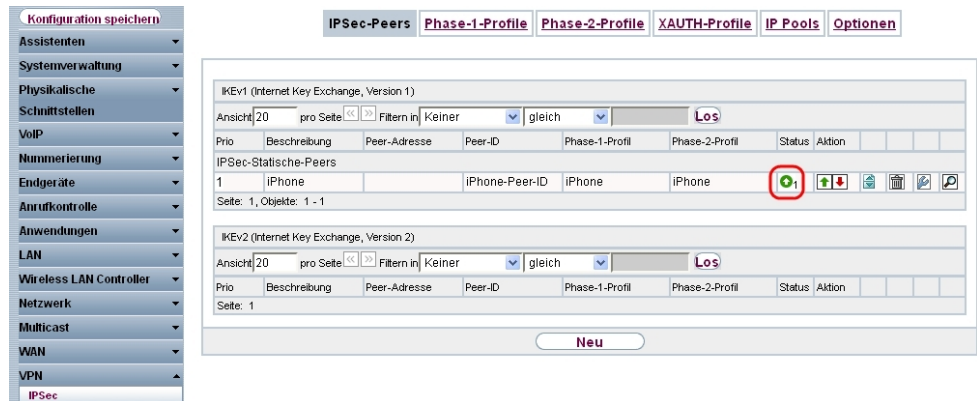 Konfiguration speichern
Assistenten
Systemverwaltung
Physikalische
Schnittstellen
VoIP
Nummerierung
Endgeräte
Anrufkontrolle
Anwendungen
LAN
Wireless LAN Controller
Netzwerk
Multicast
WAN
VPN
IPSec
IPSec-Peers Phase-1-Profile Phase-2-Profile XAUTH-Profile IP Pools Optionen
IKEv1 (Internet Key Exchange, Version 1)
Ansicht 20 pro Seite << >> Filtern in Keiner gleich Los
Prio Beschreibung Peer-Adresse Peer-ID Phase-1-Profil Phase-2-Profil Status Aktion
IPSec-Statische-Peers
1 iPhone iPhone-Peer-ID iPhone iPhone 1
Seite: 1, Objekte: 1 - 1
IKEv2 (Internet Key Exchange, Version 2)
Ansicht 20 pro Seite << >> Filtern in Keiner gleich Los
Prio Beschreibung Peer-Adresse Peer-ID Phase-1-Profil Phase-2-Profil Status Aktion
Seite: 1
Neu